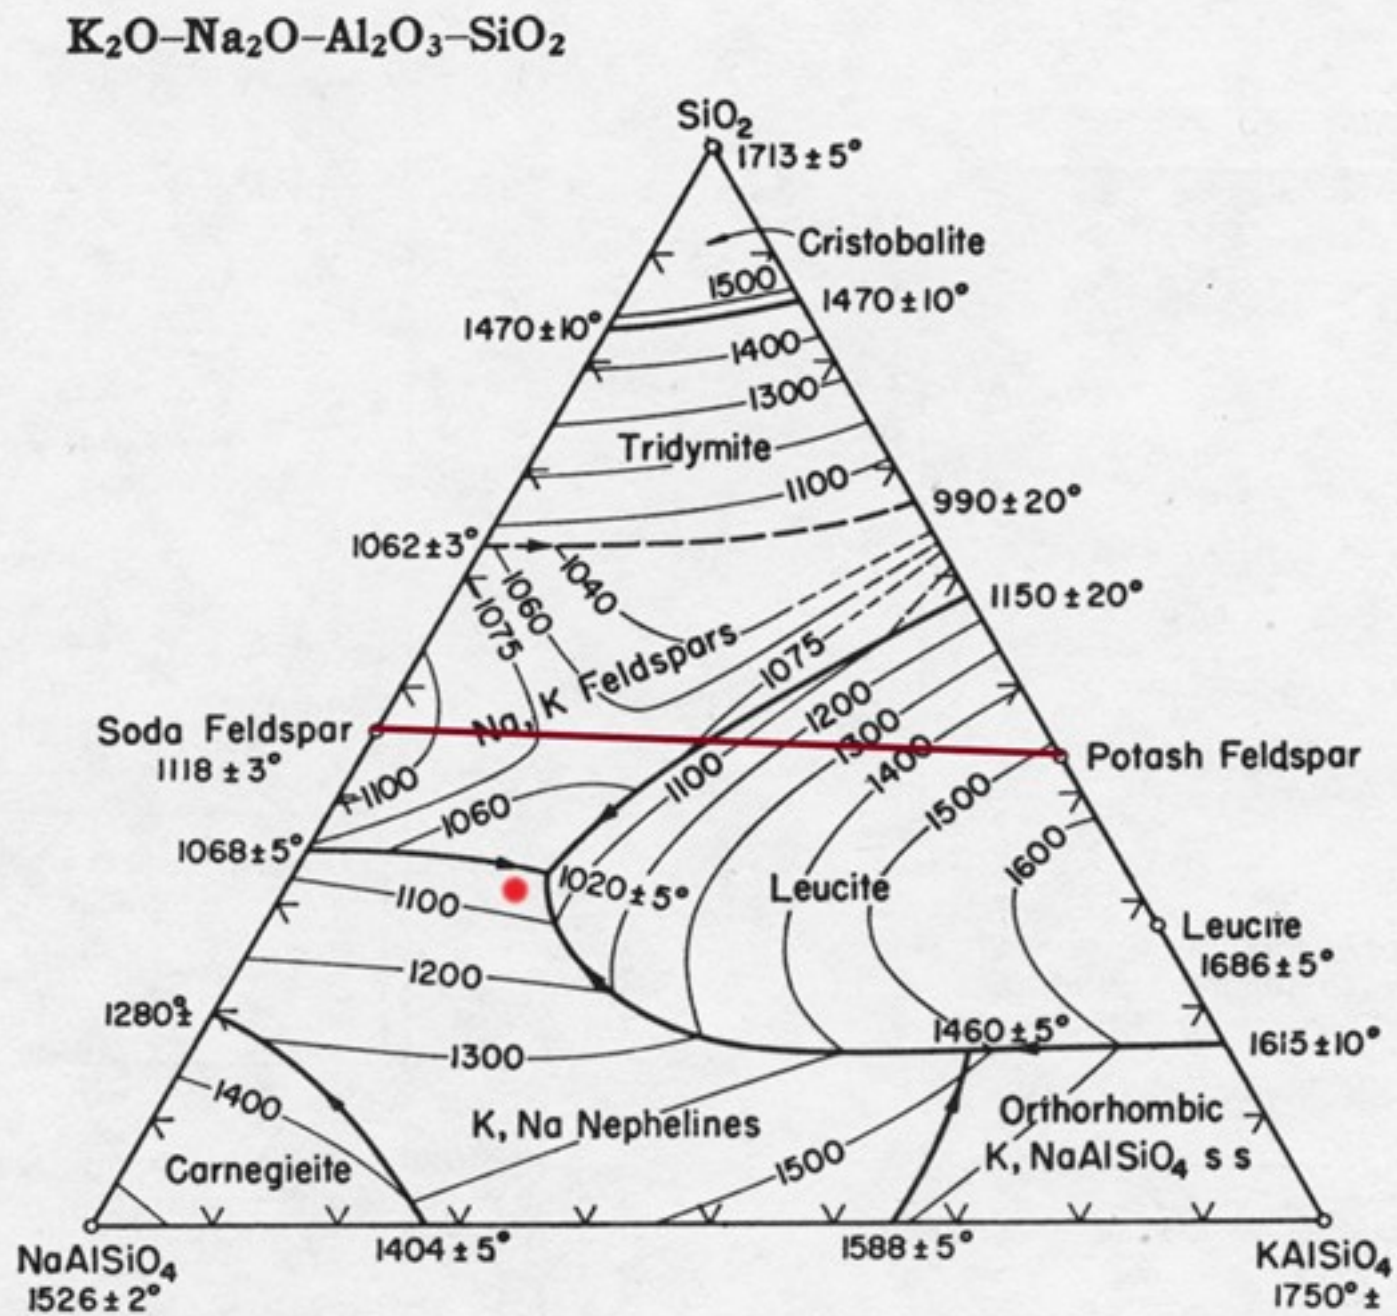 K₂O–Na₂O–Al₂O₃–SiO₂
SiO₂
1713 ± 5°
Cristobalite
1500
1470 ± 10°
1470 ± 10°
1400
1300
Tridymite
1100
990 ± 20°
1062 ± 3°
1040
1060
1075
1150 ± 20°
Na, K Feldspars
1075
1200
1300
1400
Soda Feldspar
1118 ± 3°
Potash Feldspar
1100
1100
1500
1060
1600
1068 ± 5°
1020 ± 5°
Leucite
1100
Leucite
1686 ± 5°
1200
1280° ±
1460 ± 5°
1615 ± 10°
1300
1400
K, Na Nephelines
Orthorhombic
K, NaAlSiO₄ s s
1500
Carnegieite
NaAlSiO₄
1526 ± 2°
1404 ± 5°
1588 ± 5°
KAlSiO₄
1750° ±